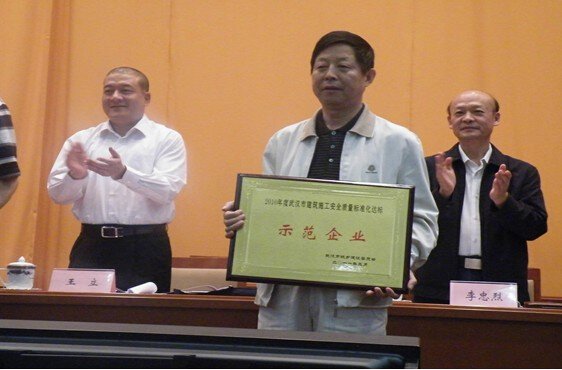 2010年度武汉市建筑施工安全质量标准化达标
示范企业
武汉市城乡建设委员会
王 立
李忠烈